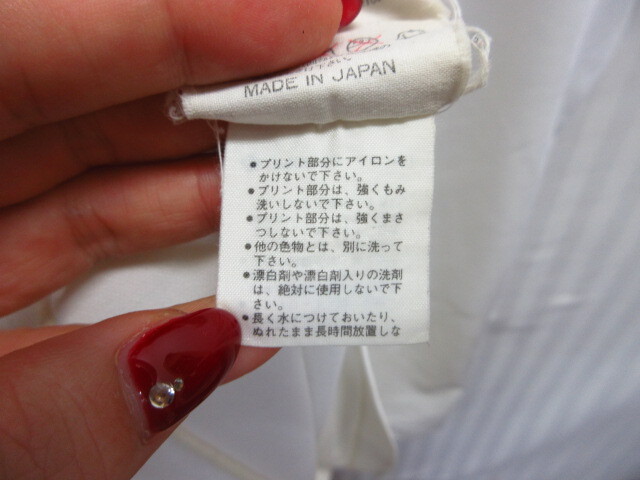 MADE IN JAPAN
●プリント部分にアイロンを
かけないで下さい。
●プリント部分は、強くもみ
洗いしないで下さい。
●プリント部分は、強くまさ
つしないで下さい。
●他の色物とは、別に洗って
下さい。
●漂白剤や漂白剤入りの洗剤
は、絶対に使用しないで下
さい。
●長く水につけておいたり、
ぬれたまま長時間放置しな